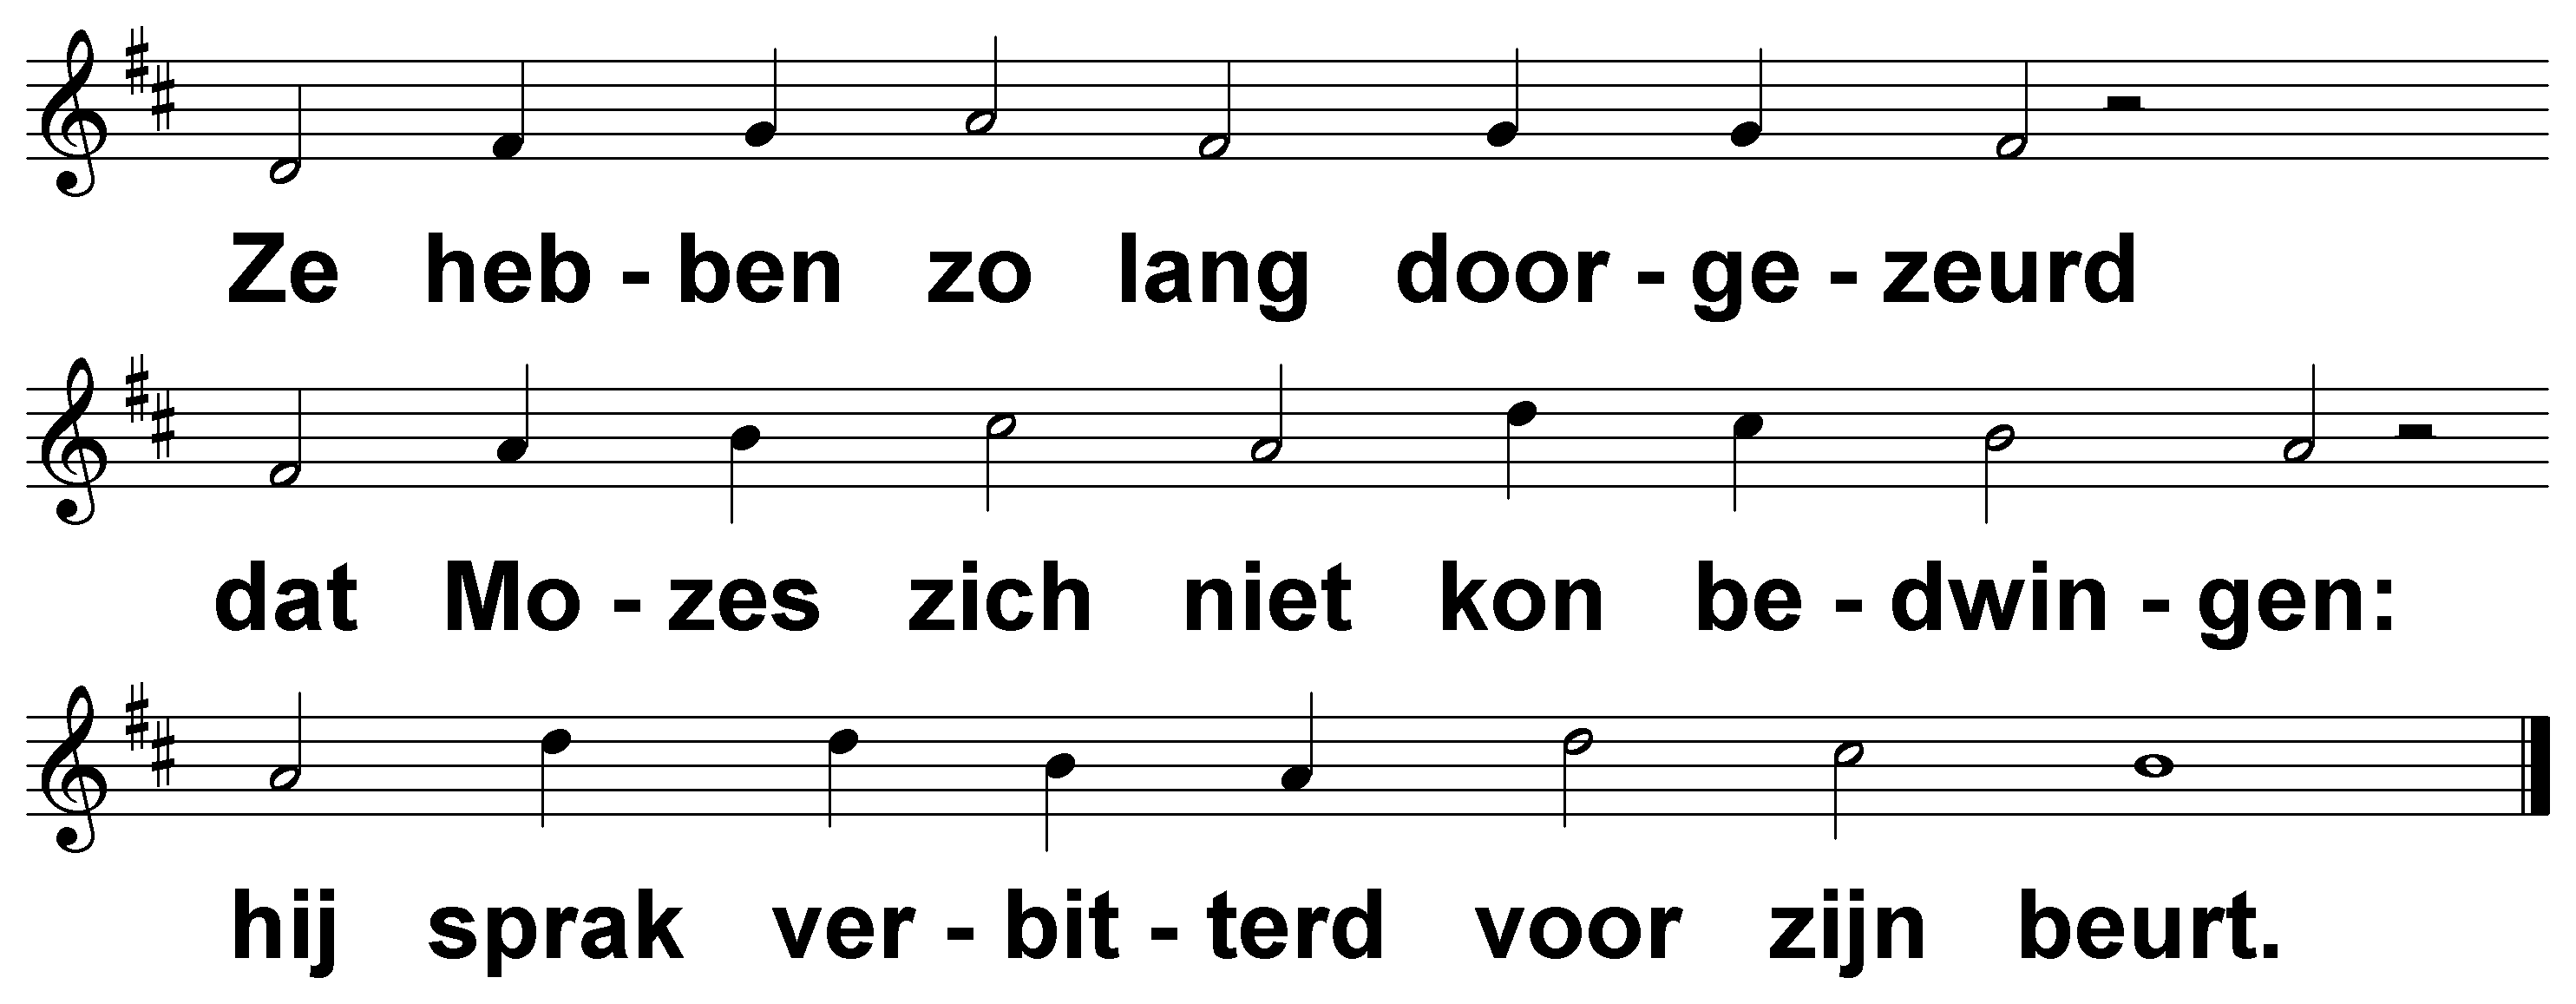 Ze heb - ben zo lang door - ge - zeurd
dat Mo - zes zich niet kon be - dwin - gen:
hij sprak ver - bit - terd voor zijn beurt.